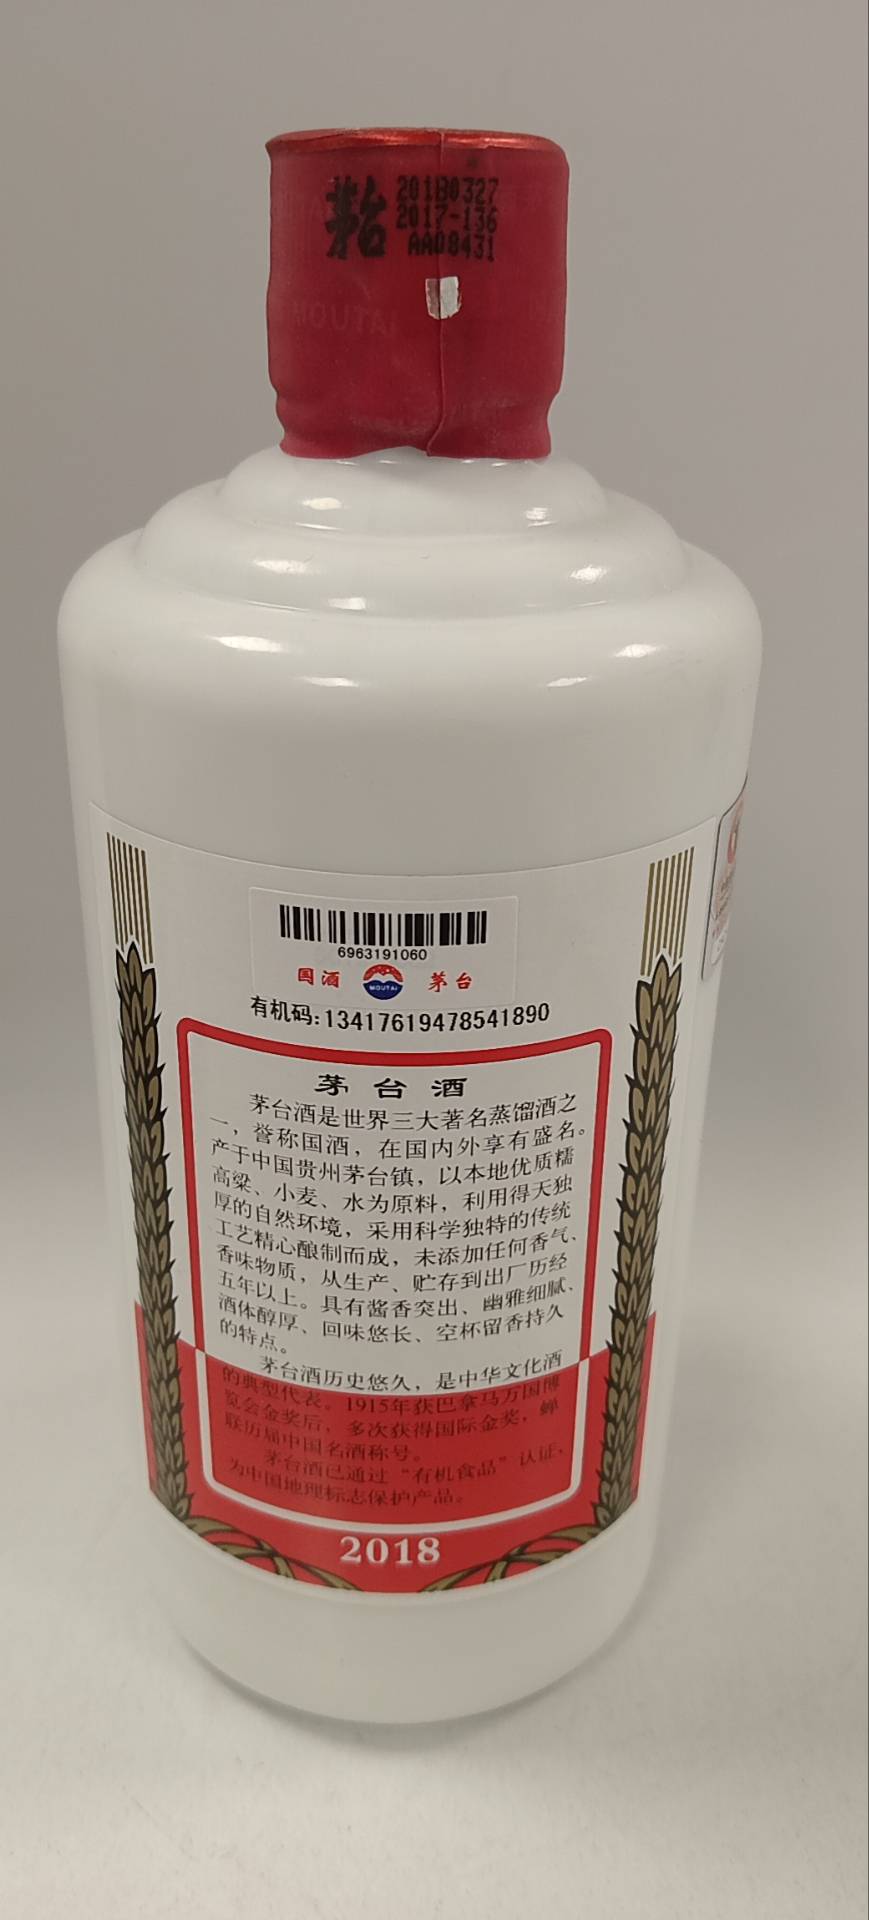 茅台
20180327
2017-136
AA08431
MOUTAI
6963191060
国酒 MOUTAI 茅台
有机码:13417619478541890
茅台酒
茅台酒是世界三大著名蒸馏酒之
一，誉称国酒，在国内外享有盛名。
产于中国贵州茅台镇，以本地优质糯
高粱、小麦、水为原料，利用得天独
厚的自然环境，采用科学独特的传统
工艺精心酿制而成，未添加任何香气、
香味物质，从生产、贮存到出厂历经
五年以上。具有酱香突出、幽雅细腻、
酒体醇厚、回味悠长、空杯留香持久
的特点。
茅台酒历史悠久，是中华文化酒
的典型代表。1915年获巴拿马万国博
览会金奖后，多次获得国际金奖，蝉
联历届中国名酒称号。
茅台酒已通过“有机食品”认证，
为中国地理标志保护产品。
2018